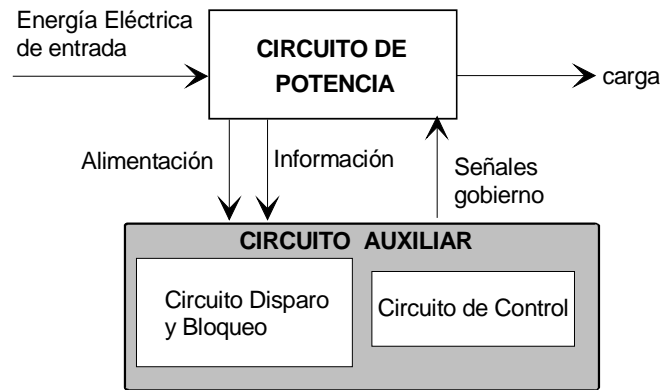 Energía Eléctrica
de entrada
CIRCUITO DE
POTENCIA
carga
Alimentación
Información
Señales
gobierno
CIRCUITO AUXILIAR
Circuito Disparo
y Bloqueo
Circuito de Control